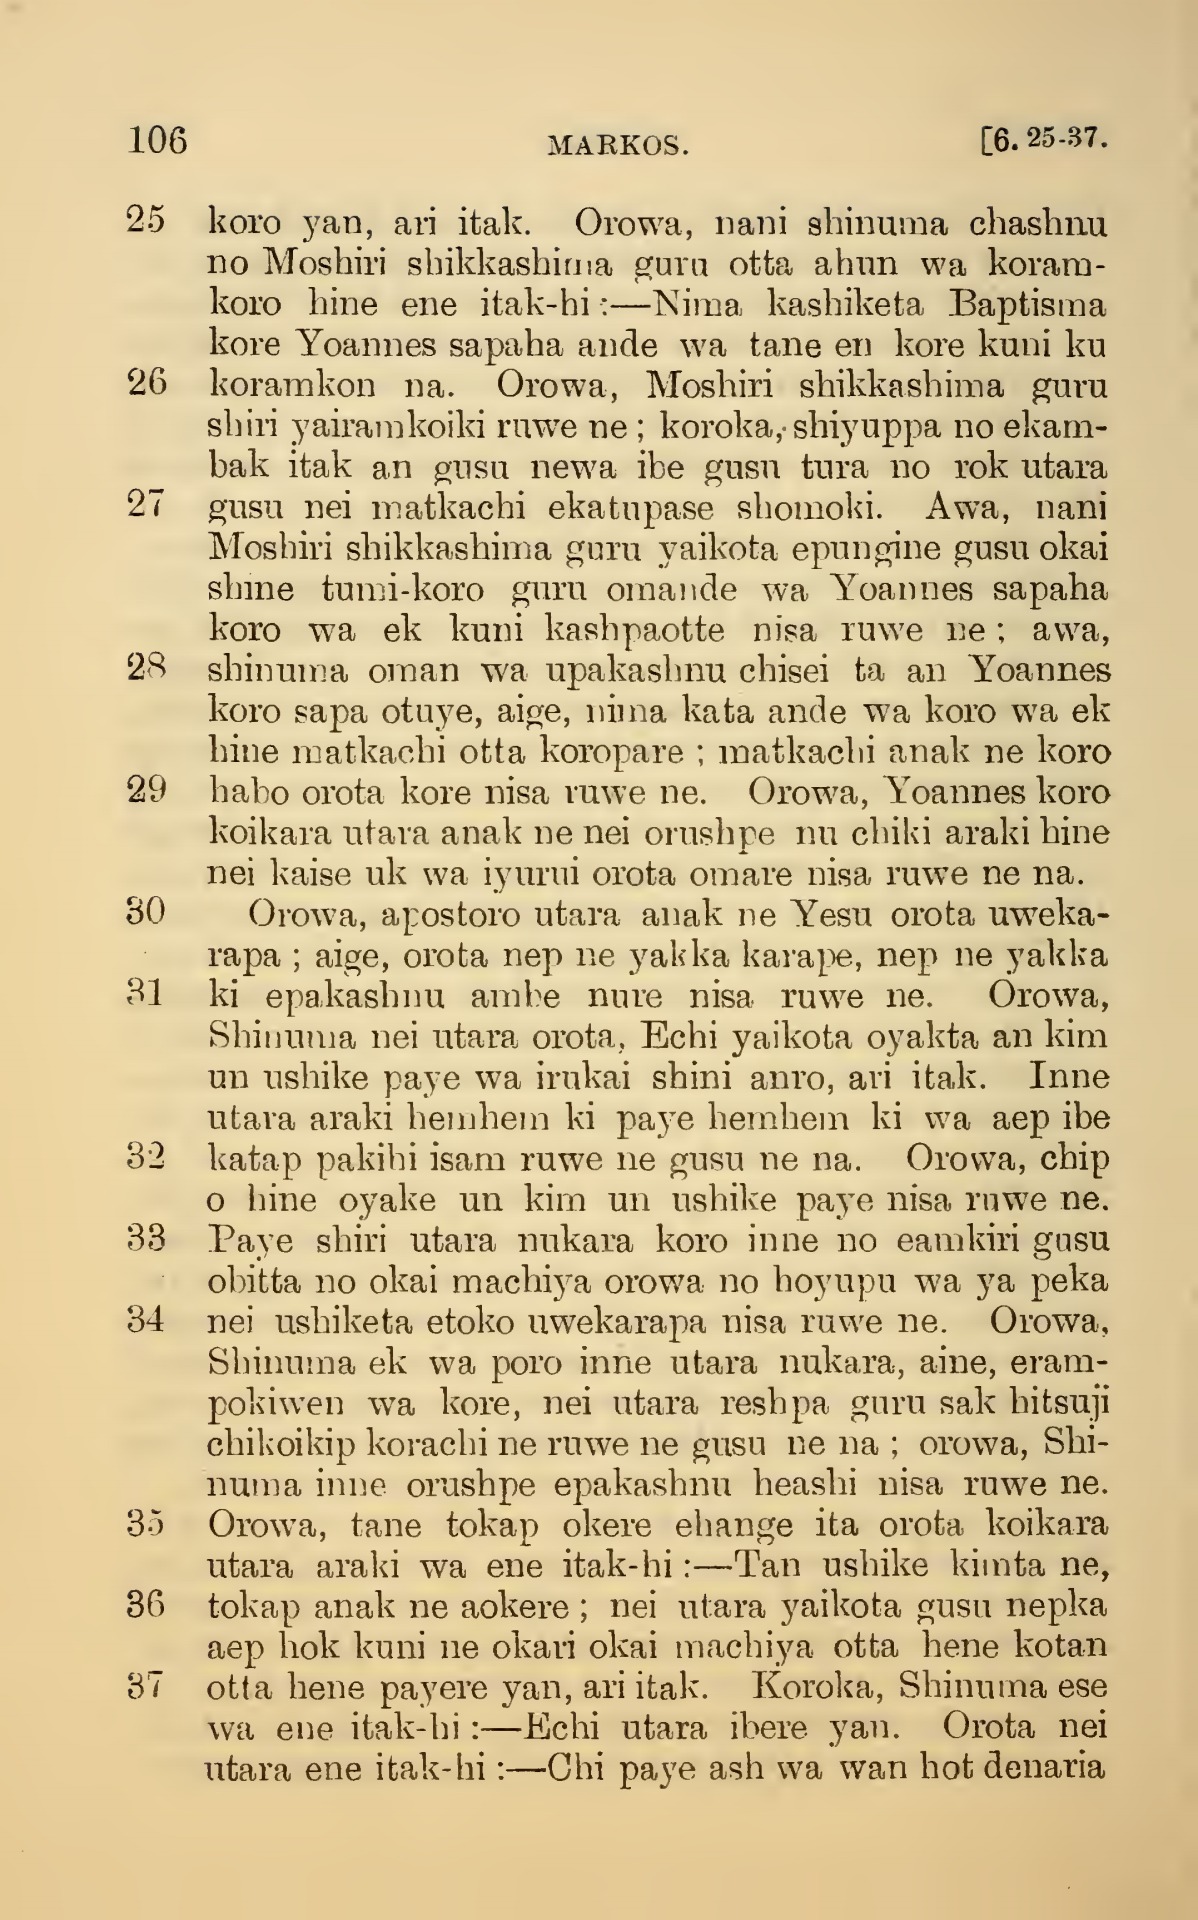 106 MARKOS. [6. 25-37.
25 koro yan, ari itak. Orowa, nani shinuma chashnu
no Moshiri shikkashima guru otta ahun wa koram-
koro hine ene itak-hi :—Nima kashiketa Baptisma
kore Yoannes sapaha ande wa tane en kore kuni ku
26 koramkon na. Orowa, Moshiri shikkashima guru
shiri yairamkoiki ruwe ne ; koroka, shiyuppa no ekam-
bak itak an gusu newa ibe gusu tura no rok utara
27 gusu nei matkachi ekatupase shomoki. Awa, nani
Moshiri shikkashima guru yaikota epungine gusu okai
shine tumi-koro guru omande wa Yoannes sapaha
koro wa ek kuni kashpaotte nisa ruwe ne ; awa,
28 shinuma oman wa upakashnu chisei ta an Yoannes
koro sapa otuye, aige, nima kata ande wa koro wa ek
hine matkachi otta koropare ; matkachi anak ne koro
29 habo orota kore nisa ruwe ne. Orowa, Yoannes koro
koikara utara anak ne nei orushpe nu chiki araki hine
nei kaise uk wa iyurui orota omare nisa ruwe ne na.
30 Orowa, apostoro utara anak ne Yesu orota uweka-
rapa ; aige, orota nep ne yakka karape, nep ne yakka
31 ki epakashnu ambe nure nisa ruwe ne. Orowa,
Shinuma nei utara orota, Echi yaikota oyakta an kim
un ushike paye wa irukai shini anro, ari itak. Inne
utara araki hemhem ki paye hemhem ki wa aep ibe
32 katap pakihi isam ruwe ne gusu ne na. Orowa, chip
o hine oyake un kim un ushike paye nisa ruwe ne.
33 Paye shiri utara nukara koro inne no eamkiri gusu
obitta no okai machiya orowa no hoyupu wa ya peka
34 nei ushiketa etoko uwekarapa nisa ruwe ne. Orowa,
Shinuma ek wa poro inne utara nukara, aine, eram-
pokiwen wa kore, nei utara reshpa guru sak hitsuji
chikoikip korachi ne ruwe ne gusu ne na ; orowa, Shi-
numa inne orushpe epakashnu heashi nisa ruwe ne.
35 Orowa, tane tokap okere ehange ita orota koikara
utara araki wa ene itak-hi :—Tan ushike kimta ne,
36 tokap anak ne aokere ; nei utara yaikota gusu nepka
aep hok kuni ne okari okai machiya otta hene kotan
37 otta hene payere yan, ari itak. Koroka, Shinuma ese
wa ene itak-hi :—Echi utara ibere yan. Orota nei
utara ene itak-hi :—Chi paye ash wa wan hot denaria